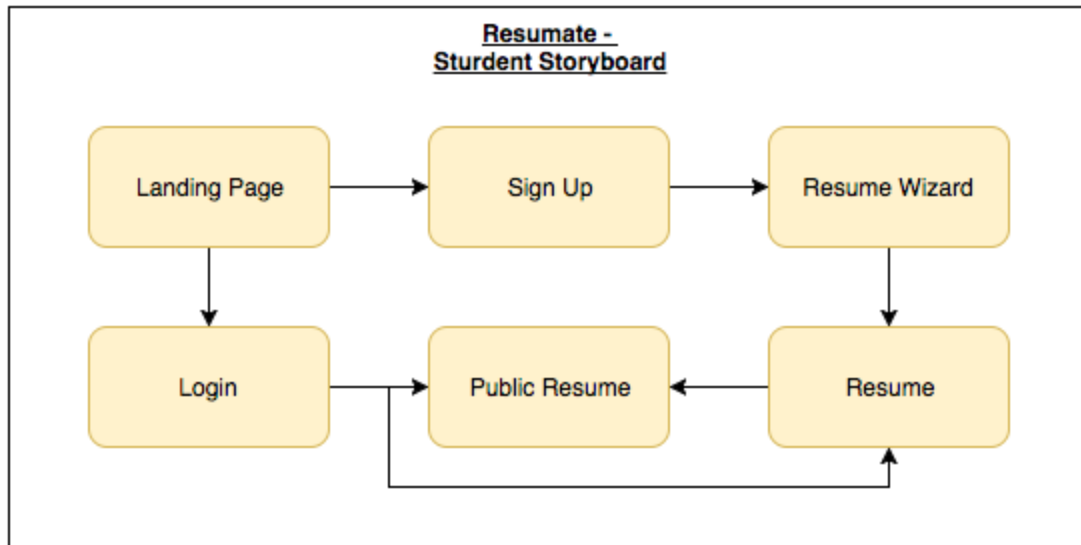 Resumate -
Sturdent Storyboard
Landing Page
Sign Up
Resume Wizard
Login
Public Resume
Resume